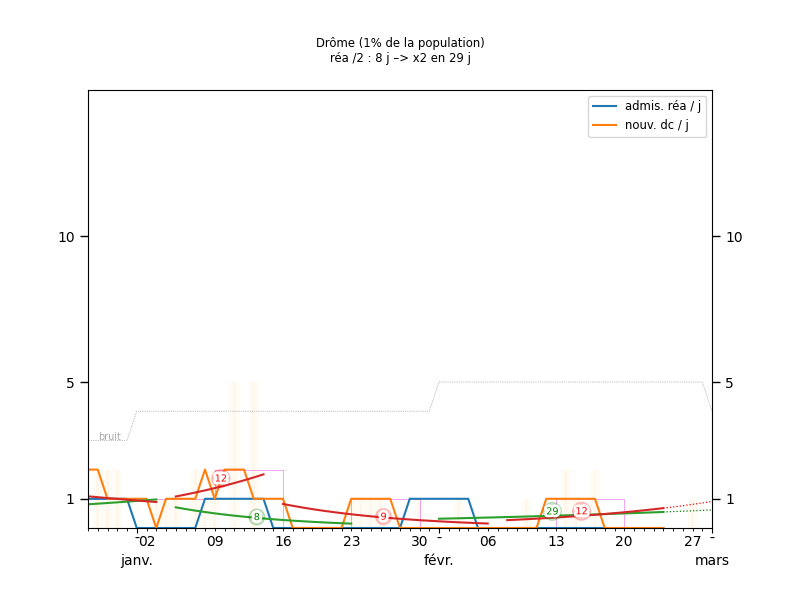 Drôme (1% de la population)
réa /2 : 8 j –> x2 en 29 j
admis. réa / j
nouv. dc / j
10
10
5
5
bruit
12
1
1
8
9
29
12
02
09
16
23
30
06
13
20
27
janv.
févr.
mars